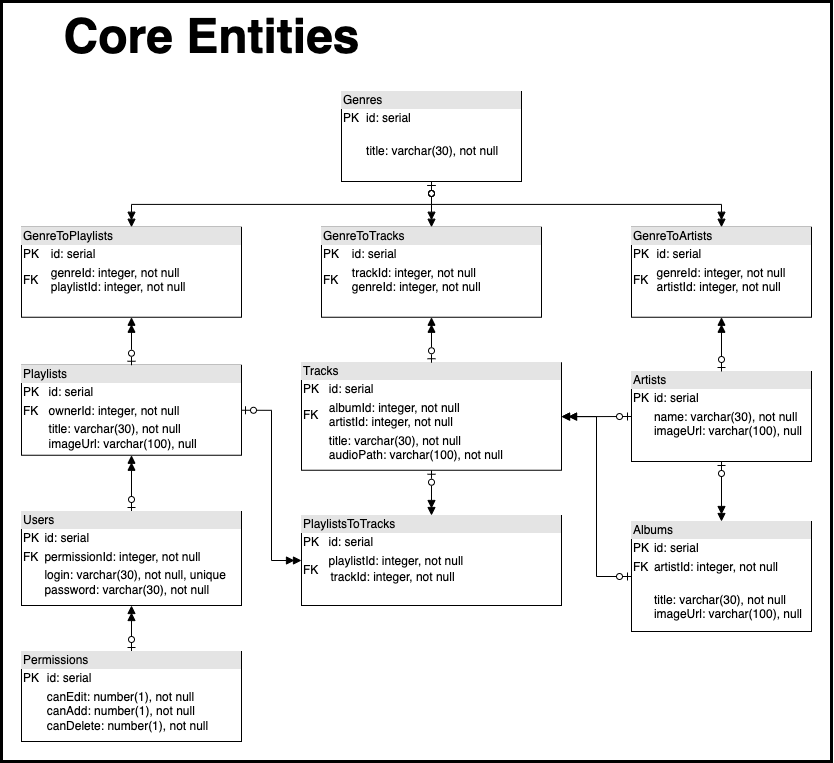 Core Entities
Genres
PK id: serial
title: varchar(30), not null
GenreToPlaylists
PK id: serial
FK genreId: integer, not null
playlistId: integer, not null
GenreToTracks
PK id: serial
FK trackId: integer, not null
genreId: integer, not null
GenreToArtists
PK id: serial
FK genreId: integer, not null
artistId: integer, not null
Playlists
PK id: serial
FK ownerId: integer, not null
title: varchar(30), not null
imageUrl: varchar(100), null
Tracks
PK id: serial
FK albumId: integer, not null
artistId: integer, not null
title: varchar(30), not null
audioPath: varchar(100), not null
Artists
PK id: serial
name: varchar(30), not null
imageUrl: varchar(100), null
Users
PK id: serial
FK permissionId: integer, not null
login: varchar(30), not null, unique
password: varchar(30), not null
PlaylistsToTracks
PK id: serial
FK playlistId: integer, not null
trackId: integer, not null
Albums
PK id: serial
FK artistId: integer, not null
title: varchar(30), not null
imageUrl: varchar(100), null
Permissions
PK id: serial
canEdit: number(1), not null
canAdd: number(1), not null
canDelete: number(1), not null